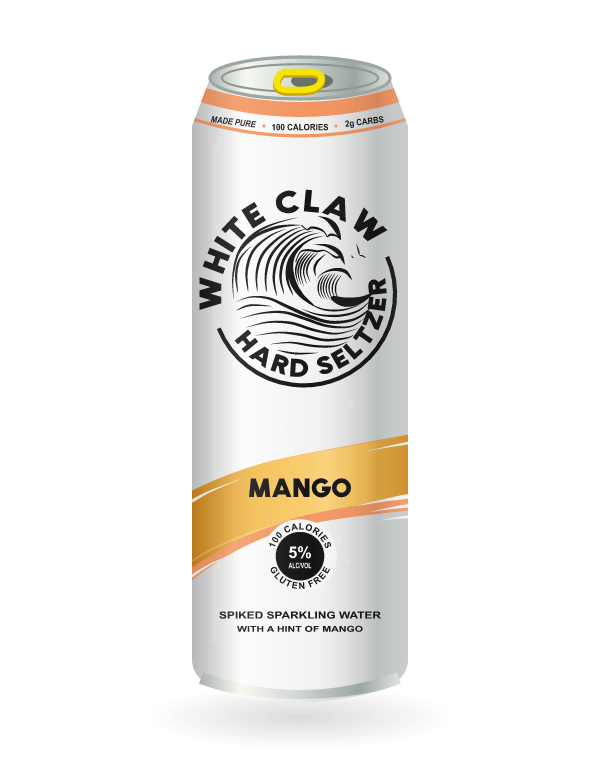 MADE PURE • 100 CALORIES • 2g CARBS
WHITE CLAW
HARD SELTZER
MANGO
100 CALORIES
5%
ALC/VOL
GLUTEN FREE
SPIKED SPARKLING WATER
WITH A HINT OF MANGO